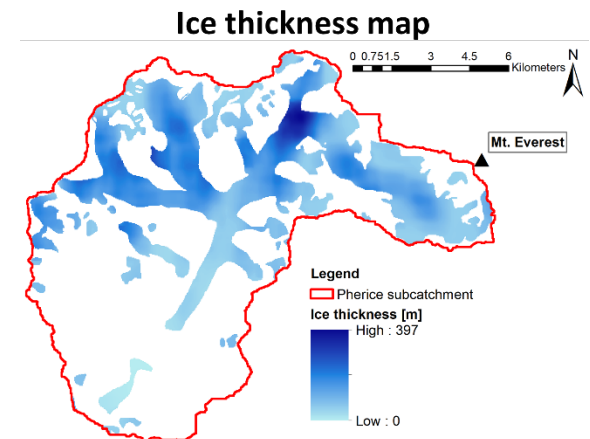 Ice thickness map
0 0.75 1.5 3 4.5 6
Kilometers
N
Mt. Everest
Legend
Pherice subcatchment
Ice thickness [m]
High : 397
Low : 0